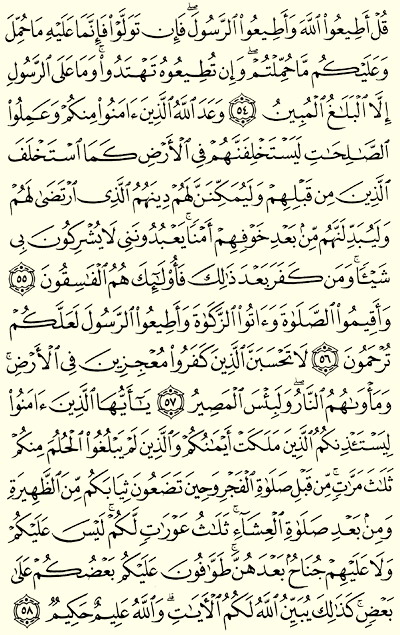 قُلْ أَطِيعُوا۟ ٱللَّهَ وَأَطِيعُوا۟ ٱلرَّسُولَ ۖ فَإِن تَوَلَّوْا۟ فَإِنَّمَا عَلَيْهِ مَا حُمِّلَ
وَعَلَيْكُم مَّا حُمِّلْتُمْ ۖ وَإِن تُطِيعُوهُ تَهْتَدُوا۟ ۚ وَمَا عَلَى ٱلرَّسُولِ
إِلَّا ٱلْبَلَـٰغُ ٱلْمُبِينُ ٥٤ وَعَدَ ٱللَّهُ ٱلَّذِينَ ءَامَنُوا۟ مِنكُمْ وَعَمِلُوا۟
ٱلصَّـٰلِحَـٰتِ لَيَسْتَخْلِفَنَّهُمْ فِى ٱلْأَرْضِ كَمَا ٱسْتَخْلَفَ
ٱلَّذِينَ مِن قَبْلِهِمْ وَلَيُمَكِّنَنَّ لَهُمْ دِينَهُمُ ٱلَّذِى ٱرْتَضَىٰ لَهُمْ
وَلَيُبَدِّلَنَّهُم مِّنۢ بَعْدِ خَوْفِهِمْ أَمْنًا ۚ يَعْبُدُونَنِى لَا يُشْرِكُونَ بِى
شَيْـًٔا ۚ وَمَن كَفَرَ بَعْدَ ذَٰلِكَ فَأُو۟لَـٰٓئِكَ هُمُ ٱلْفَـٰسِقُونَ ٥٥
وَأَقِيمُوا۟ ٱلصَّلَوٰةَ وَءَاتُوا۟ ٱلزَّكَوٰةَ وَأَطِيعُوا۟ ٱلرَّسُولَ لَعَلَّكُمْ
تُرْحَمُونَ ٥٦ لَا تَحْسَبَنَّ ٱلَّذِينَ كَفَرُوا۟ مُعْجِزِينَ فِى ٱلْأَرْضِ ۚ
وَمَأْوَىٰهُمُ ٱلنَّارُ ۖ وَلَبِئْسَ ٱلْمَصِيرُ ٥٧ يَـٰٓأَيُّهَا ٱلَّذِينَ ءَامَنُوا۟
لِيَسْتَـْٔذِنكُمُ ٱلَّذِينَ مَلَكَتْ أَيْمَـٰنُكُمْ وَٱلَّذِينَ لَمْ يَبْلُغُوا۟ ٱلْحُلُمَ مِنكُمْ
ثَلَـٰثَ مَرَّٰتٍ ۚ مِّن قَبْلِ صَلَوٰةِ ٱلْفَجْرِ وَحِينَ تَضَعُونَ ثِيَابَكُم مِّنَ ٱلظَّهِيرَةِ
وَمِنۢ بَعْدِ صَلَوٰةِ ٱلْعِشَآءِ ۚ ثَلَـٰثُ عَوْرَٰتٍ لَّكُمْ ۚ لَيْسَ عَلَيْكُمْ
وَلَا عَلَيْهِمْ جُنَاحٌۢ بَعْدَهُنَّ ۚ طَوَّٰفُونَ عَلَيْكُم بَعْضُكُمْ عَلَىٰ
بَعْضٍ ۚ كَذَٰلِكَ يُبَيِّنُ ٱللَّهُ لَكُمُ ٱلْـَٔايَـٰتِ ۗ وَٱللَّهُ عَلِيمٌ حَكِيمٌ ٥٨